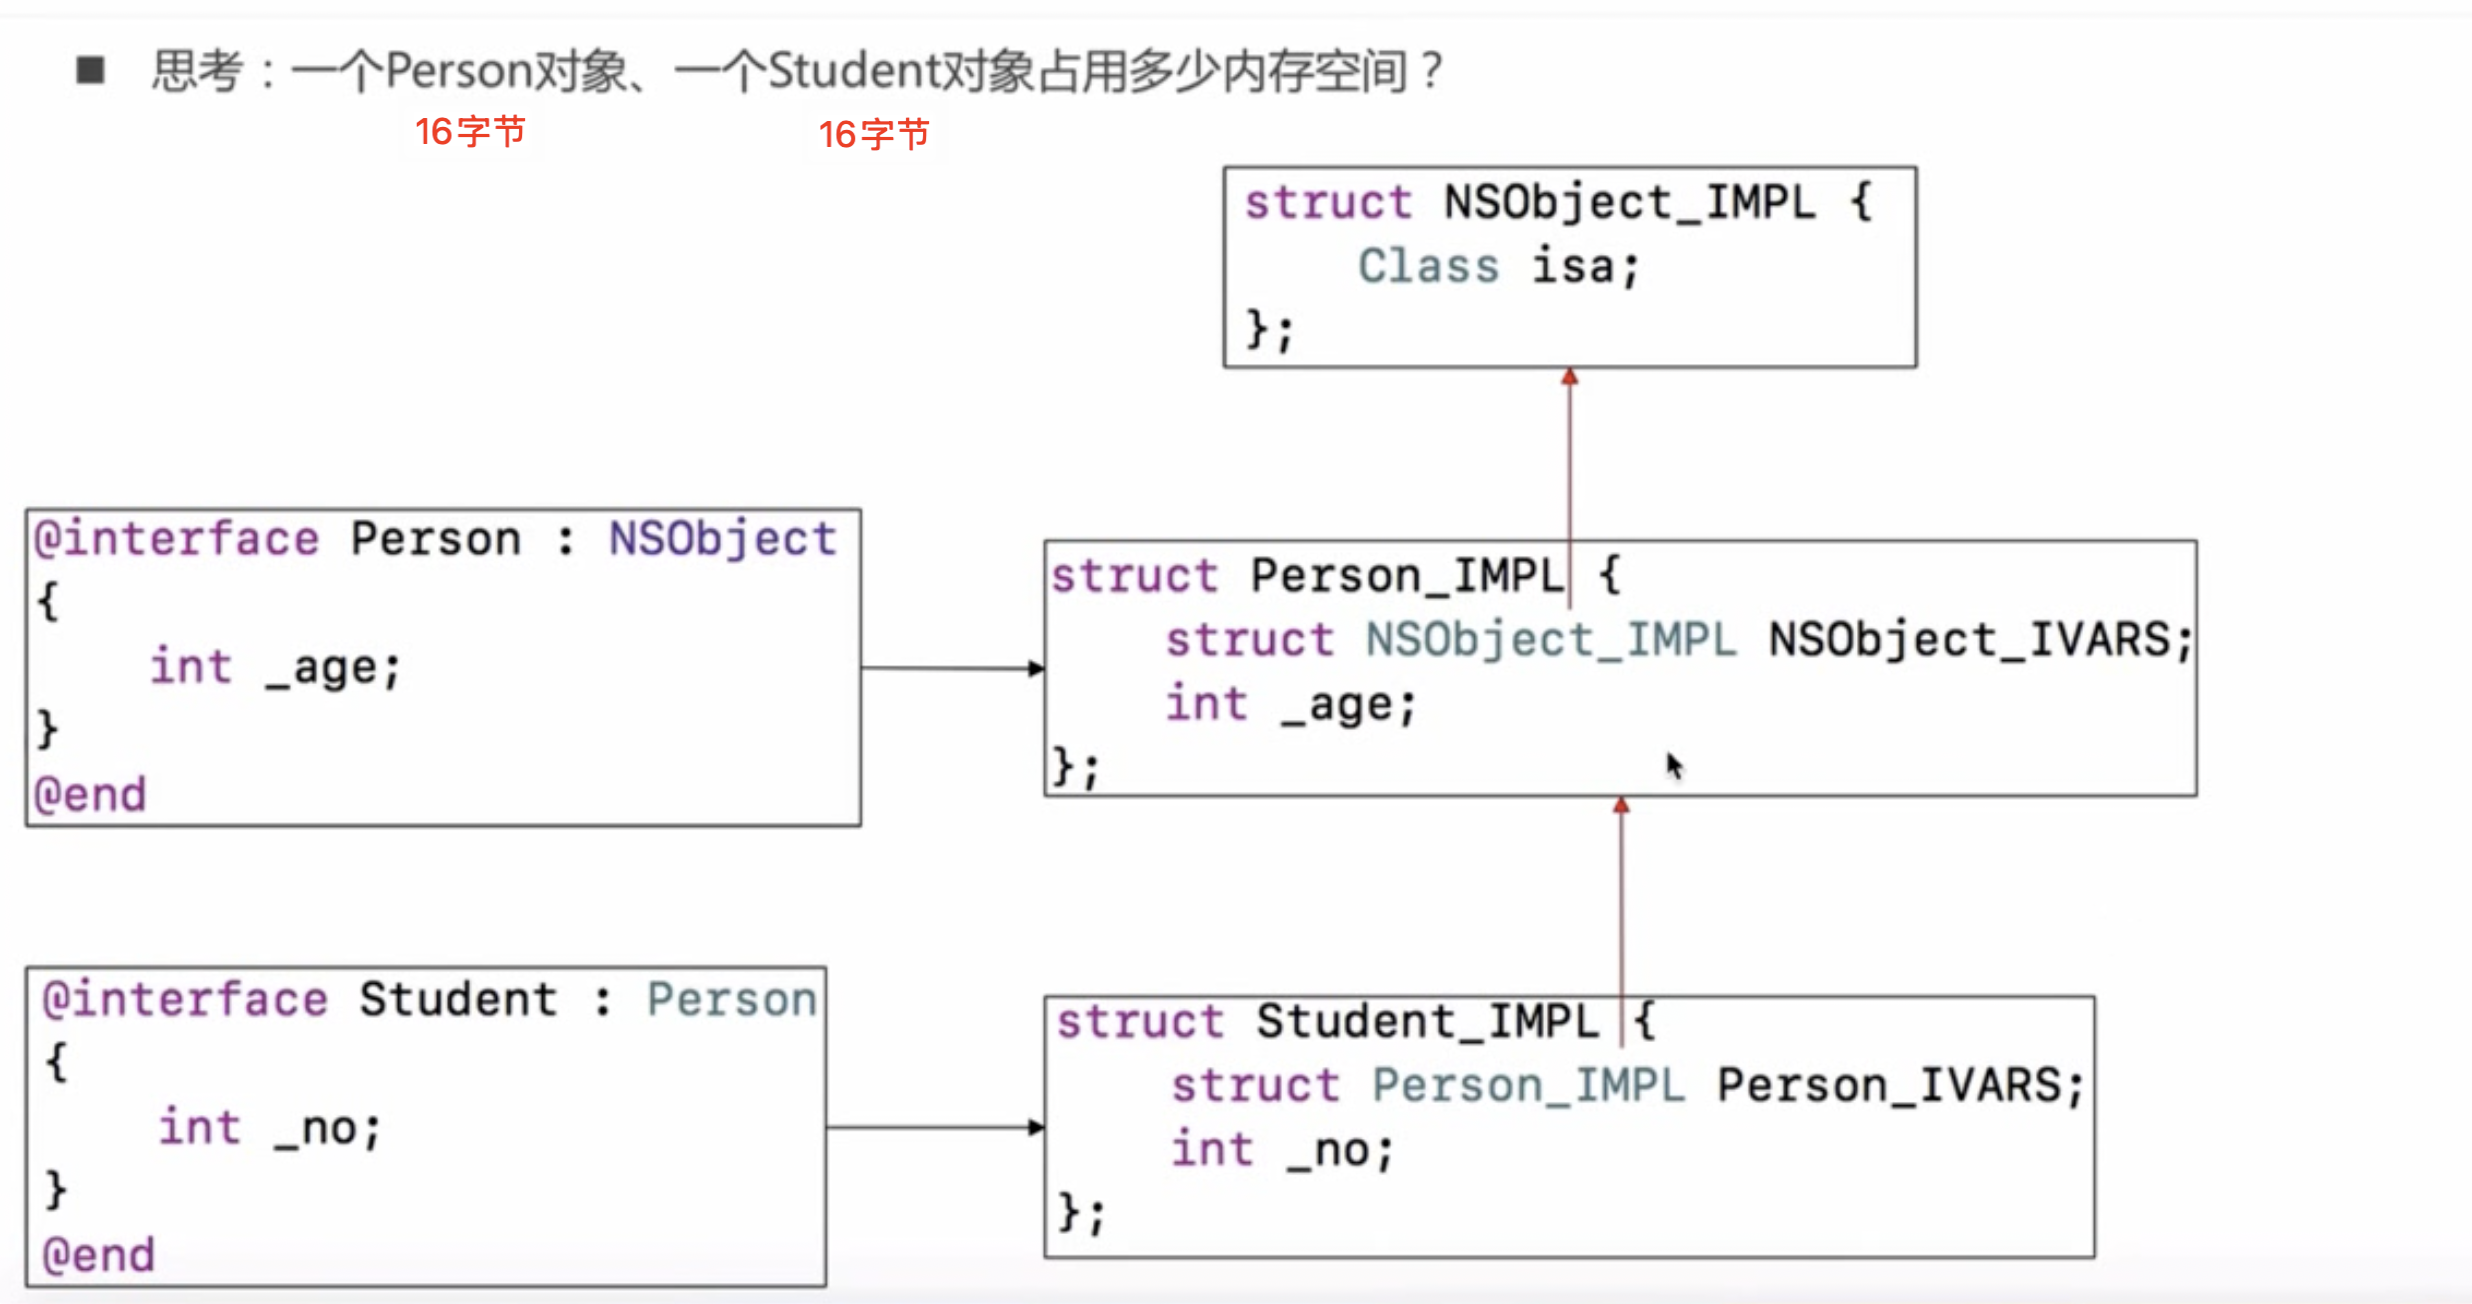 ■ 思考：一个Person对象、一个Student对象占用多少内存空间？
16字节 16字节
struct NSObject_IMPL {
Class isa;
};
@interface Person : NSObject
{
int _age;
}
@end
struct Person_IMPL {
struct NSObject_IMPL NSObject_IVARS;
int _age;
};
@interface Student : Person
{
int _no;
}
@end
struct Student_IMPL {
struct Person_IMPL Person_IVARS;
int _no;
};